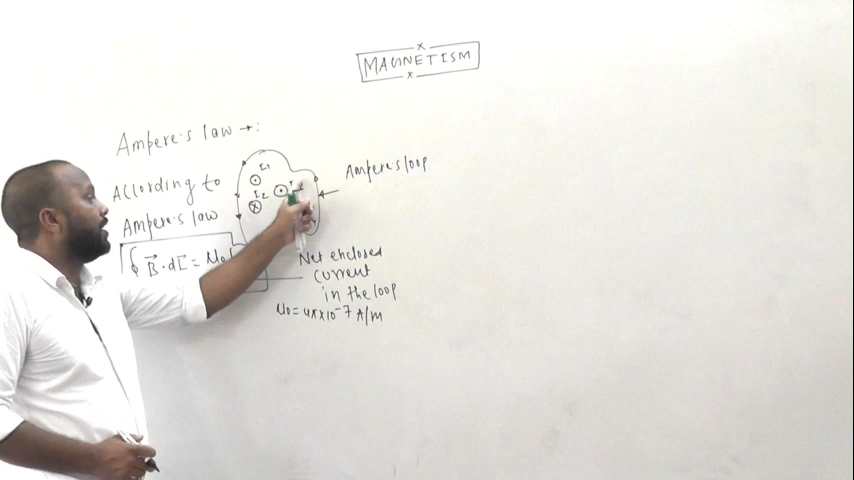 MAGNETISM
Ampere's law →:
I1
I2
According to
Ampere's law
Ampere's loop
∮ B⃗ · dL⃗ = μ0
Net enclosed
current
in the loop
μ0 = 4π×10⁻⁷ A/m